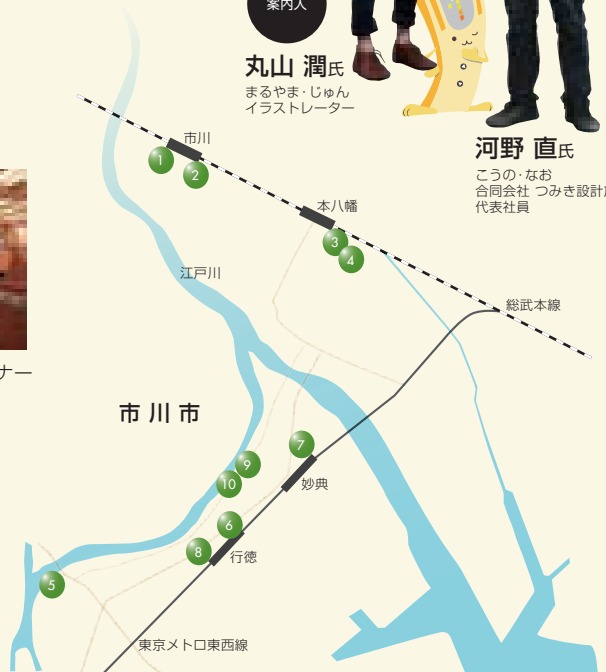 案内人
丸山 潤氏
まるやま・じゅん
イラストレーター
河野 直氏
こうの・なお
合同会社 つみき設計
代表社員
市川
1
2
本八幡
3
4
江戸川
総武本線
ナー
市川市
7
9
10
妙典
6
8
行徳
5
東京メトロ東西線